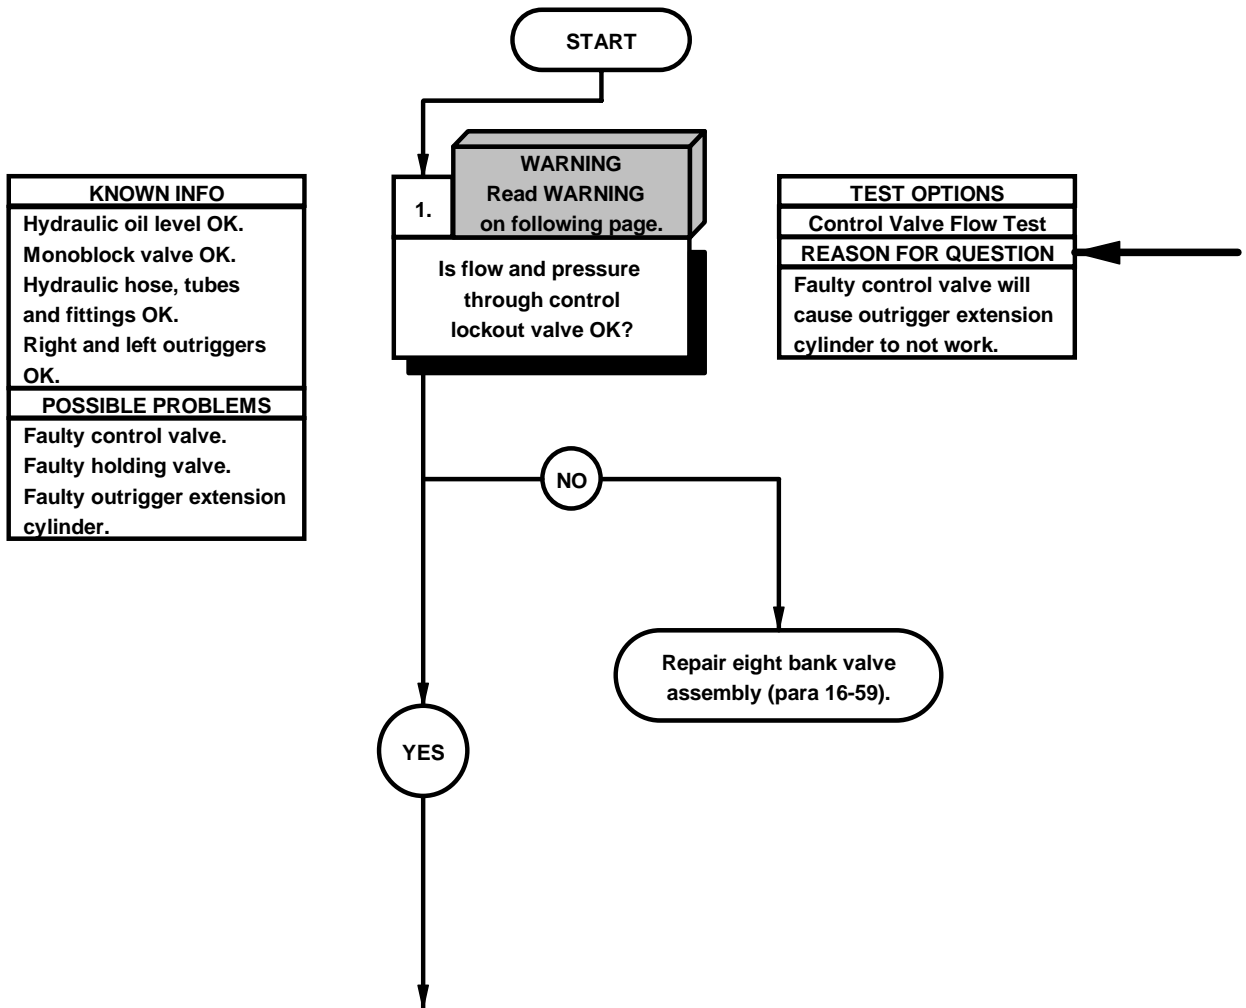 START
KNOWN INFO
Hydraulic oil level OK.
Monoblock valve OK.
Hydraulic hose, tubes
and fittings OK.
Right and left outriggers
OK.
POSSIBLE PROBLEMS
Faulty control valve.
Faulty holding valve.
Faulty outrigger extension
cylinder.
1.
WARNING
Read WARNING
on following page.
Is flow and pressure
through control
lockout valve OK?
TEST OPTIONS
Control Valve Flow Test
REASON FOR QUESTION
Faulty control valve will
cause outrigger extension
cylinder to not work.
NO
Repair eight bank valve
assembly (para 16-59).
YES